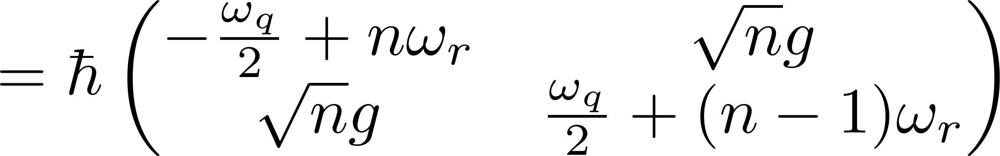 = ℏ ( −ω_q/2 + nω_r    √n g
√n g    ω_q/2 + (n − 1)ω_r )